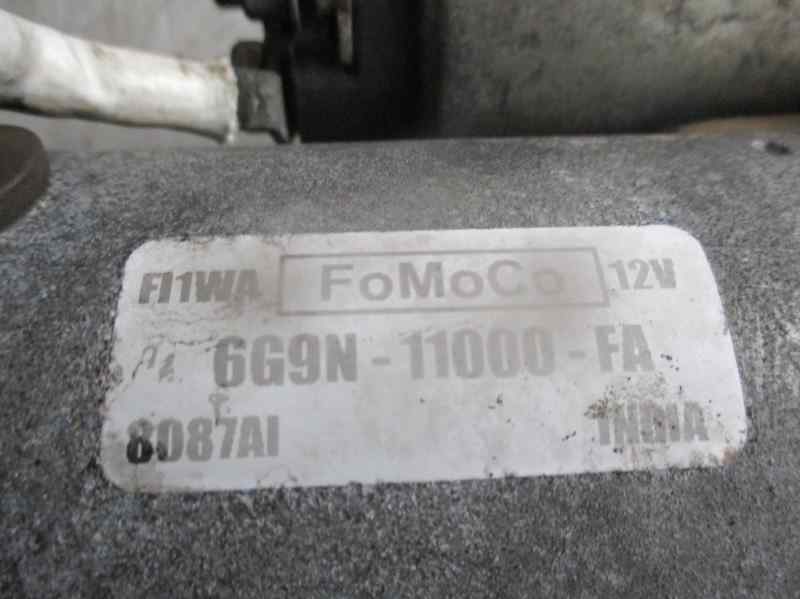 FI1WA FoMoCo 12V
6G9N - 11000 - FA
8087AI INDIA